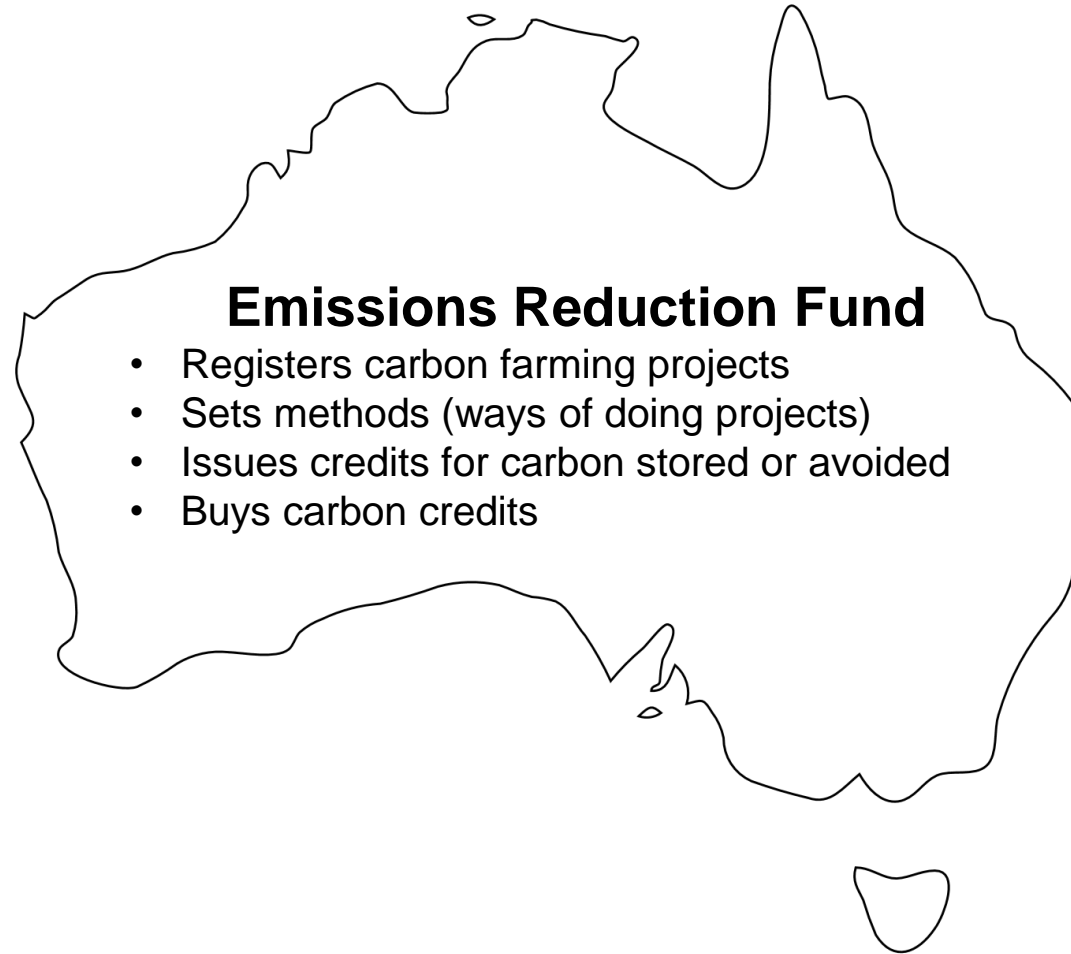 Emissions Reduction Fund
• Registers carbon farming projects
• Sets methods (ways of doing projects)
• Issues credits for carbon stored or avoided
• Buys carbon credits